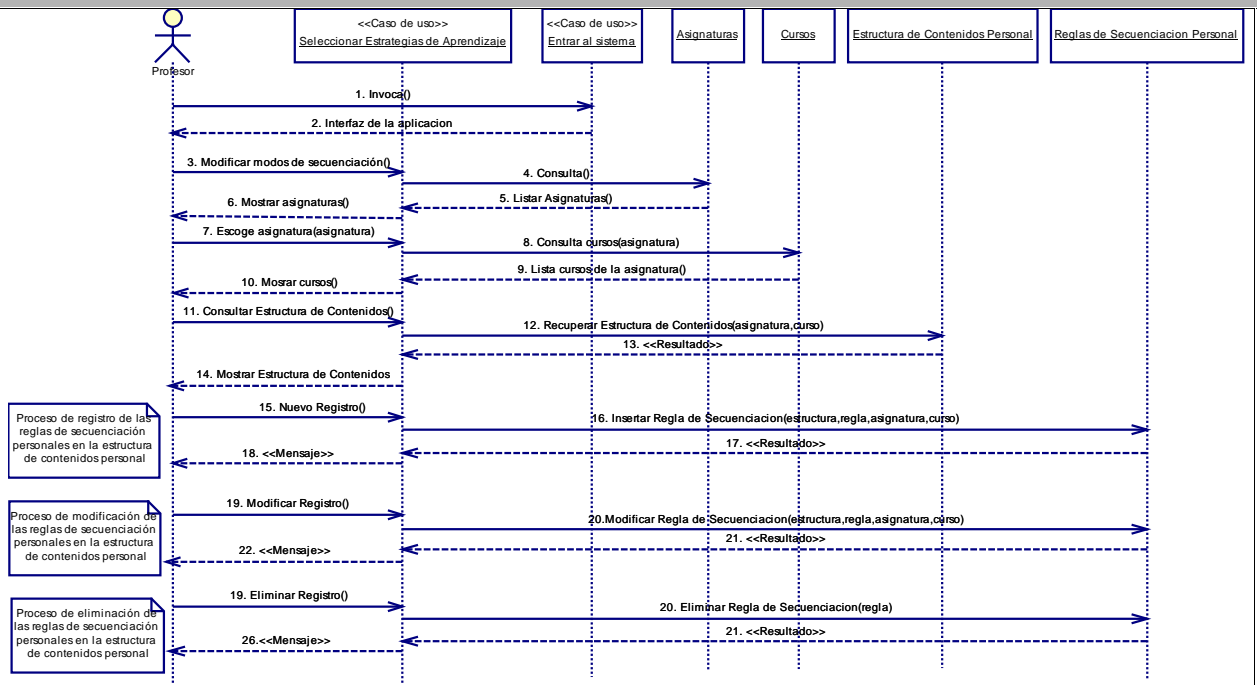 <<Caso de uso>>
Seleccionar Estrategias de Aprendizaje
<<Caso de uso>>
Entrar al sistema
Asignaturas
Cursos
Estructura de Contenidos Personal
Reglas de Secuenciacion Personal
Profesor
1. Invoca()
2. Interfaz de la aplicacion
3. Modificar modos de secuenciación()
4. Consulta()
5. Listar Asignaturas()
6. Mostrar asignaturas()
7. Escoge asignatura(asignatura)
8. Consulta cursos(asignatura)
9. Lista cursos de la asignatura()
10. Mosrar cursos()
11. Consultar Estructura de Contenidos()
12. Recuperar Estructura de Contenidos(asignatura,curso)
13. <<Resultado>>
14. Mostrar Estructura de Contenidos
Proceso de registro de las
reglas de secuenciación
personales en la estructura
de contenidos personal
15. Nuevo Registro()
16. Insertar Regla de Secuenciacion(estructura,regla,asignatura,curso)
17. <<Resultado>>
18. <<Mensaje>>
Proceso de modificación de
las reglas de secuenciación
personales en la estructura
de contenidos personal
19. Modificar Registro()
20.Modificar Regla de Secuenciacion(estructura,regla,asignatura,curso)
21. <<Resultado>>
22. <<Mensaje>>
Proceso de eliminación de
las reglas de secuenciación
personales en la estructura
de contenidos personal
19. Eliminar Registro()
20. Eliminar Regla de Secuenciacion(regla)
21. <<Resultado>>
26.<<Mensaje>>